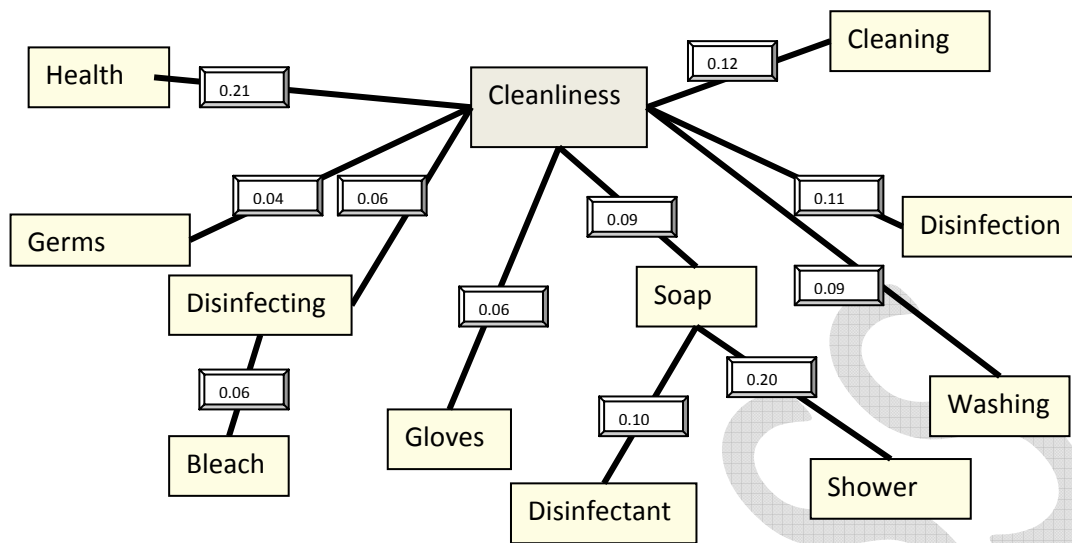 Cleaning
Health
0.12
0.21
Cleanliness
0.04
0.06
0.11
0.09
Germs
Disinfection
Disinfecting
Soap
0.09
0.06
0.06
0.20
Washing
0.10
Gloves
Bleach
Shower
Disinfectant